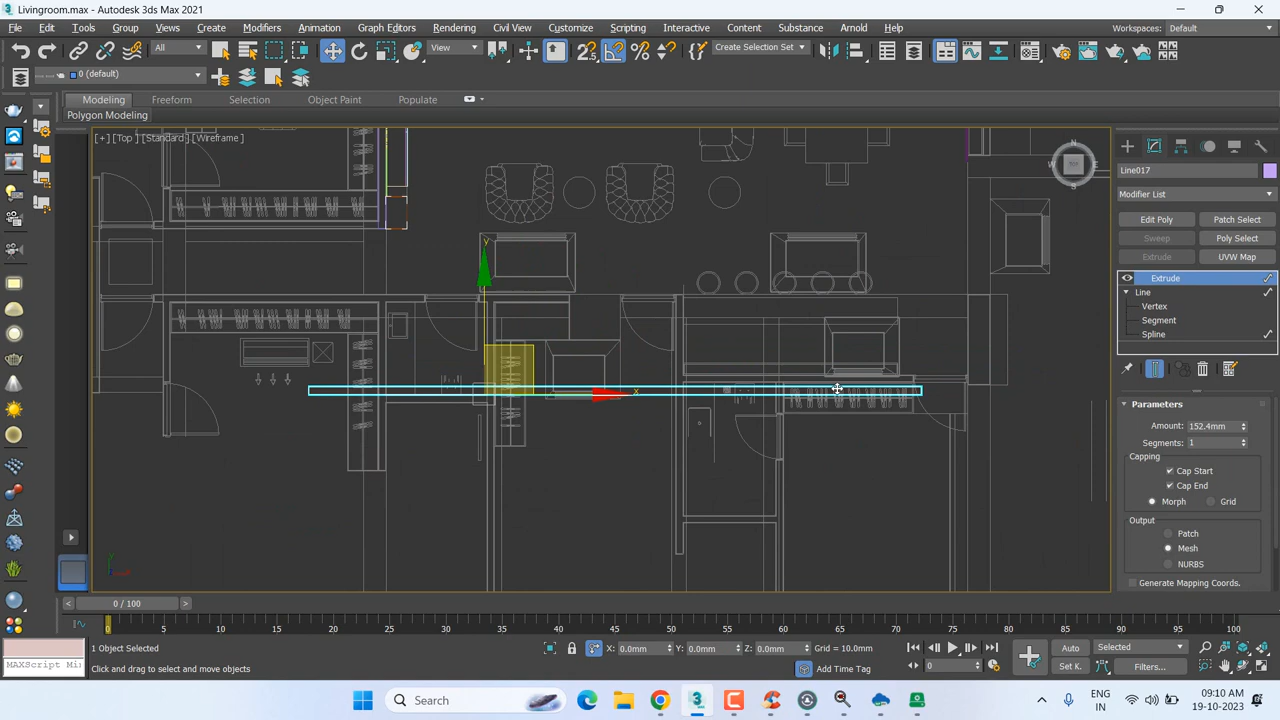 Livingroom.max - Autodesk 3ds Max 2021
File Edit Tools Group Views Create Modifiers Animation Graph Editors Rendering Civil View Customize Scripting Interactive Content Substance Arnold Help Workspaces: Default
All View Create Selection Set
0 (default)
Modeling Freeform Selection Object Paint Populate
Polygon Modeling
[+] [Top ] [Standard ] [Wireframe ]
N
W E
S
Line017
Modifier List
Edit Poly Patch Select
Sweep Poly Select
Extrude UVW Map
Extrude
Line
Vertex
Segment
Spline
y
x
Parameters
Amount: 152.4mm
Segments: 1
Capping
Cap Start
Cap End
Morph Grid
Output
Patch
Mesh
NURBS
Generate Mapping Coords.
< 0 / 100 >
0 5 10 15 20 25 30 35 40 45 50 55 60 65 70 75 80 85 90 95 100
1 Object Selected X: 0.0mm Y: 0.0mm Z: 0.0mm Grid = 10.0mm Auto Selected
MAXScript Mi Click and drag to select and move objects Add Time Tag 0 Set K. Filters...
Search ENG IN 09:10 AM 19-10-2023